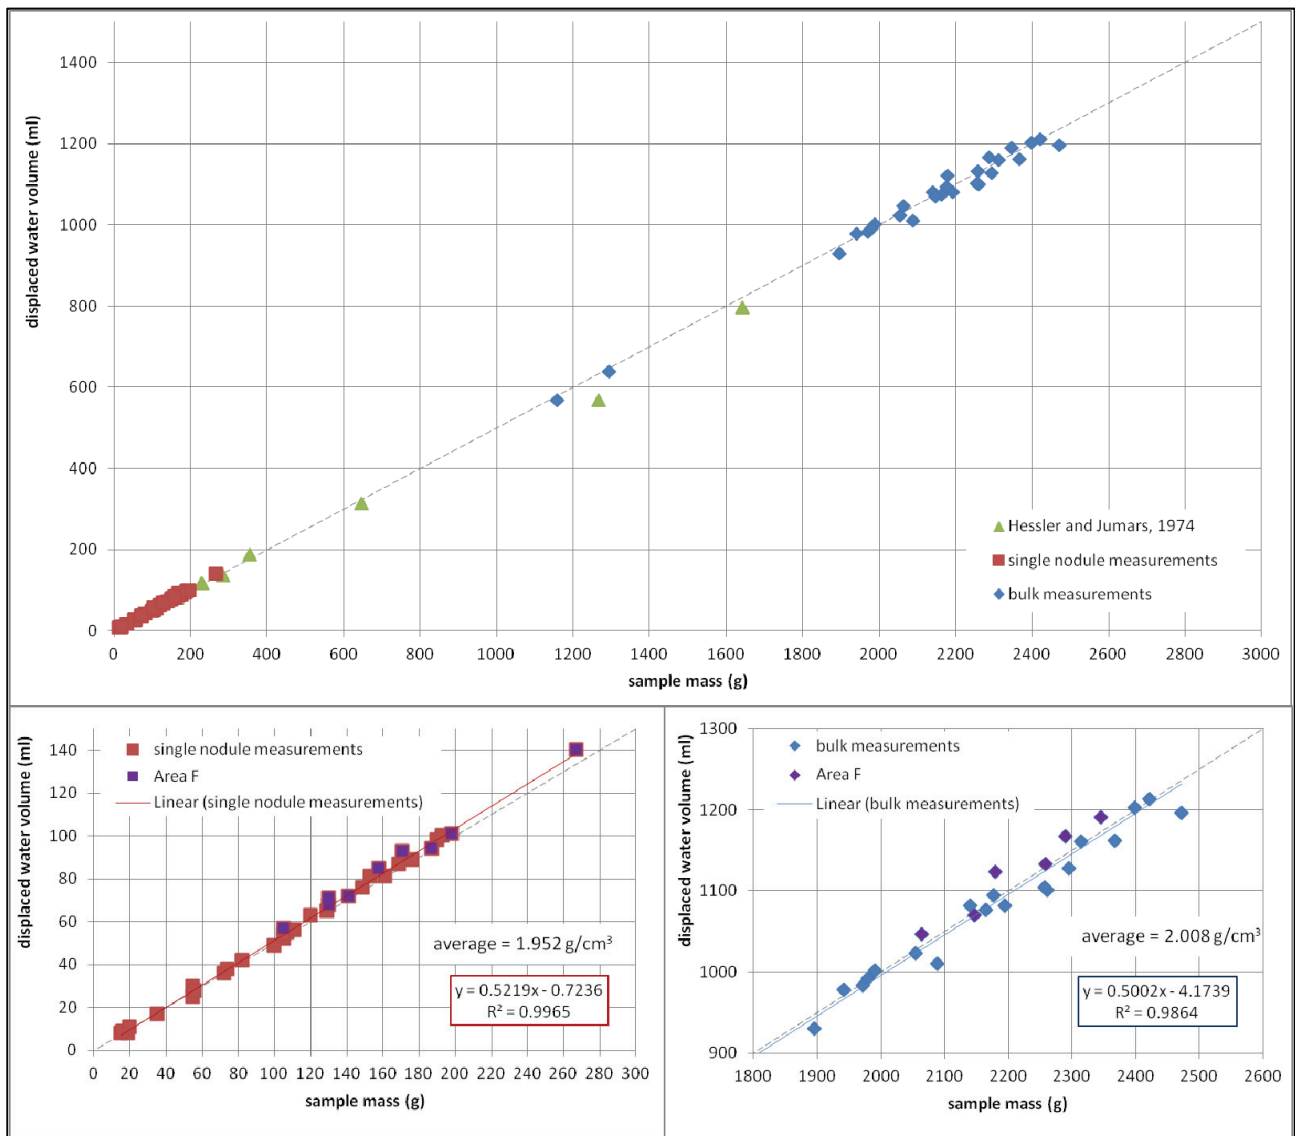 displaced water volume (ml)
1400
1200
1000
800
600
400
200
0
0 200 400 600 800 1000 1200 1400 1600 1800 2000 2200 2400 2600 2800 3000
sample mass (g)
Hessler and Jumars, 1974
single nodule measurements
bulk measurements
displaced water volume (ml)
140
120
100
80
60
40
20
0
0 20 40 60 80 100 120 140 160 180 200 220 240 260 280 300
sample mass (g)
single nodule measurements
Area F
Linear (single nodule measurements)
average = 1.952 g/cm³
y = 0.5219x - 0.7236
R² = 0.9965
displaced water volume (ml)
1300
1200
1100
1000
900
1800 1900 2000 2100 2200 2300 2400 2500 2600
sample mass (g)
bulk measurements
Area F
Linear (bulk measurements)
average = 2.008 g/cm³
y = 0.5002x - 4.1739
R² = 0.9864